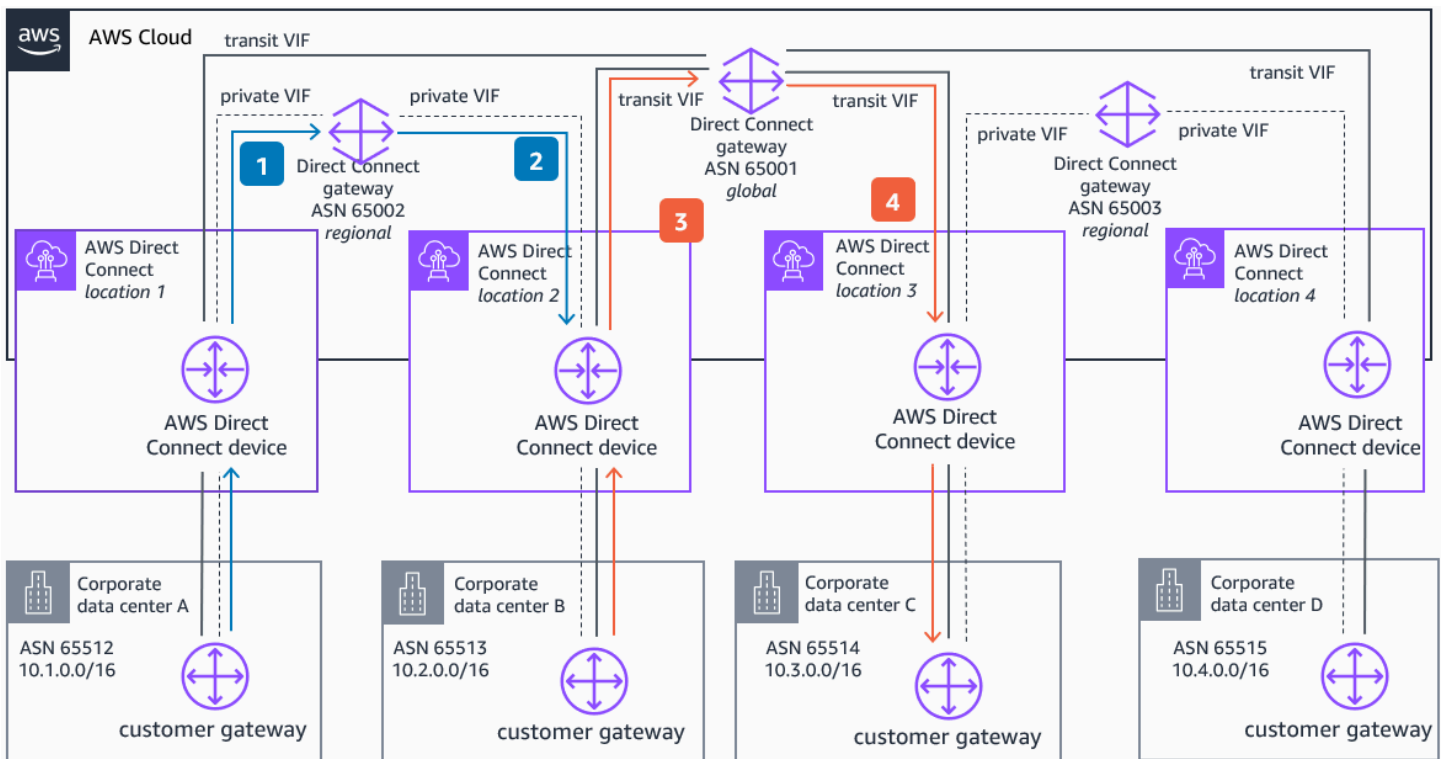 aws
AWS Cloud
transit VIF
transit VIF
private VIF
private VIF
transit VIF
transit VIF
private VIF
private VIF
1
2
3
4
Direct Connect
gateway
ASN 65002
regional
Direct Connect
gateway
ASN 65001
global
Direct Connect
gateway
ASN 65003
regional
AWS Direct
Connect
location 1
AWS Direct
Connect
location 2
AWS Direct
Connect
location 3
AWS Direct
Connect
location 4
AWS Direct
Connect device
AWS Direct
Connect device
AWS Direct
Connect device
AWS Direct
Connect device
Corporate
data center A
ASN 65512
10.1.0.0/16
customer gateway
Corporate
data center B
ASN 65513
10.2.0.0/16
customer gateway
Corporate
data center C
ASN 65514
10.3.0.0/16
customer gateway
Corporate
data center D
ASN 65515
10.4.0.0/16
customer gateway